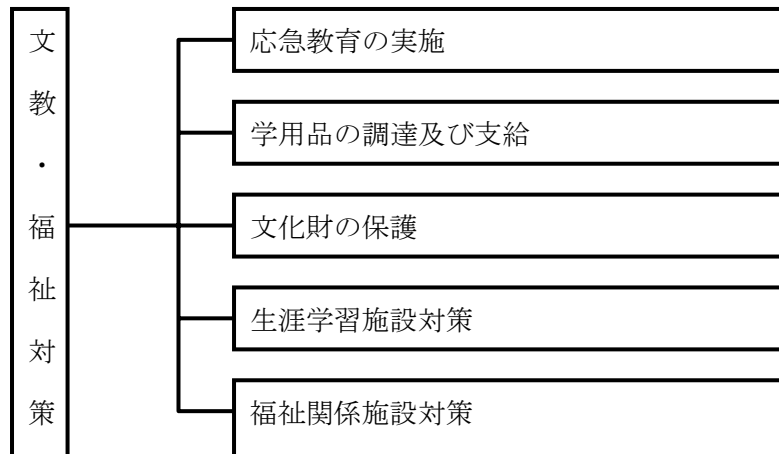 文教・福祉対策
応急教育の実施
学用品の調達及び支給
文化財の保護
生涯学習施設対策
福祉関係施設対策